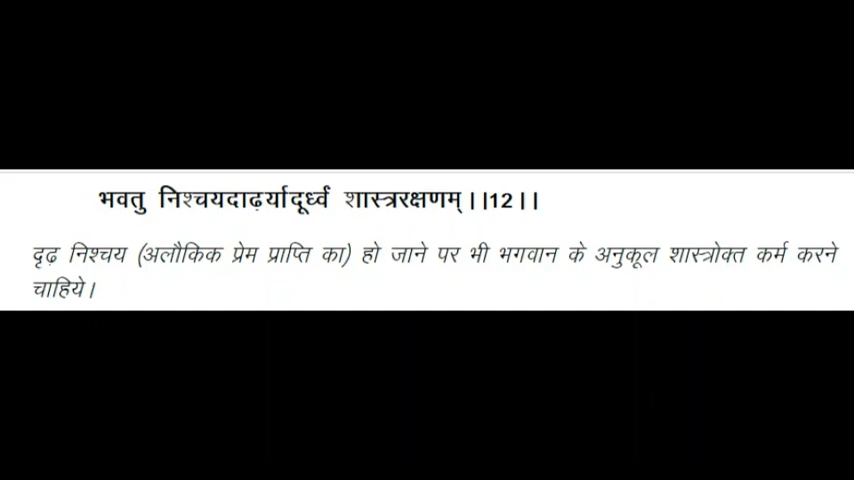 भवतु निश्चयदाढ़र्यादूर्ध्वं शास्त्ररक्षणम्।।12।।
दृढ़ निश्चय (अलौकिक प्रेम प्राप्ति का) हो जाने पर भी भगवान के अनुकूल शास्त्रोक्त कर्म करने
चाहिये।